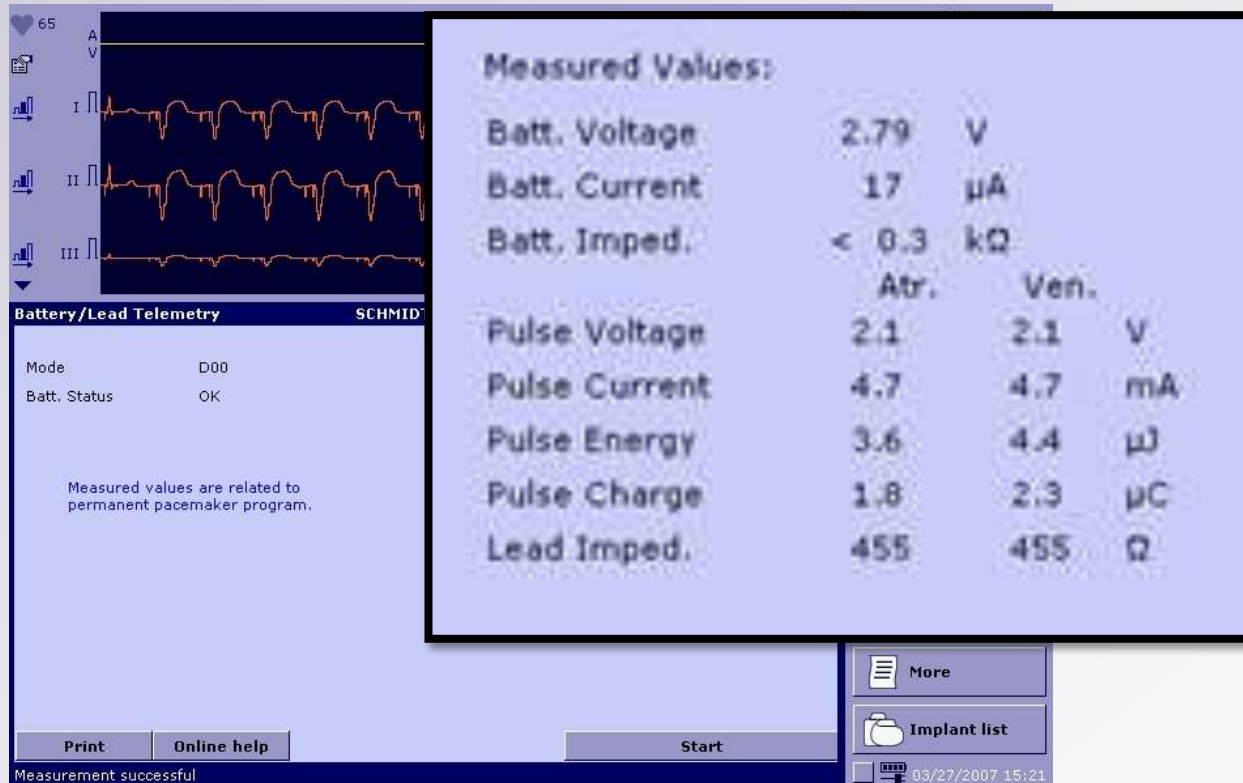 65
A
V
I
II
III
Battery/Lead Telemetry SCHMIDT
Mode D00
Batt. Status OK
Measured values are related to
permanent pacemaker program.
Print Online help Start
Measurement successful
Measured Values:
Batt. Voltage 2.79 V
Batt. Current 17 µA
Batt. Imped. < 0.3 kΩ
Atr. Ven.
Pulse Voltage 2.1 2.1 V
Pulse Current 4.7 4.7 mA
Pulse Energy 3.6 4.4 µJ
Pulse Charge 1.8 2.3 µC
Lead Imped. 455 455 Ω
More
Implant list
03/27/2007 15:21